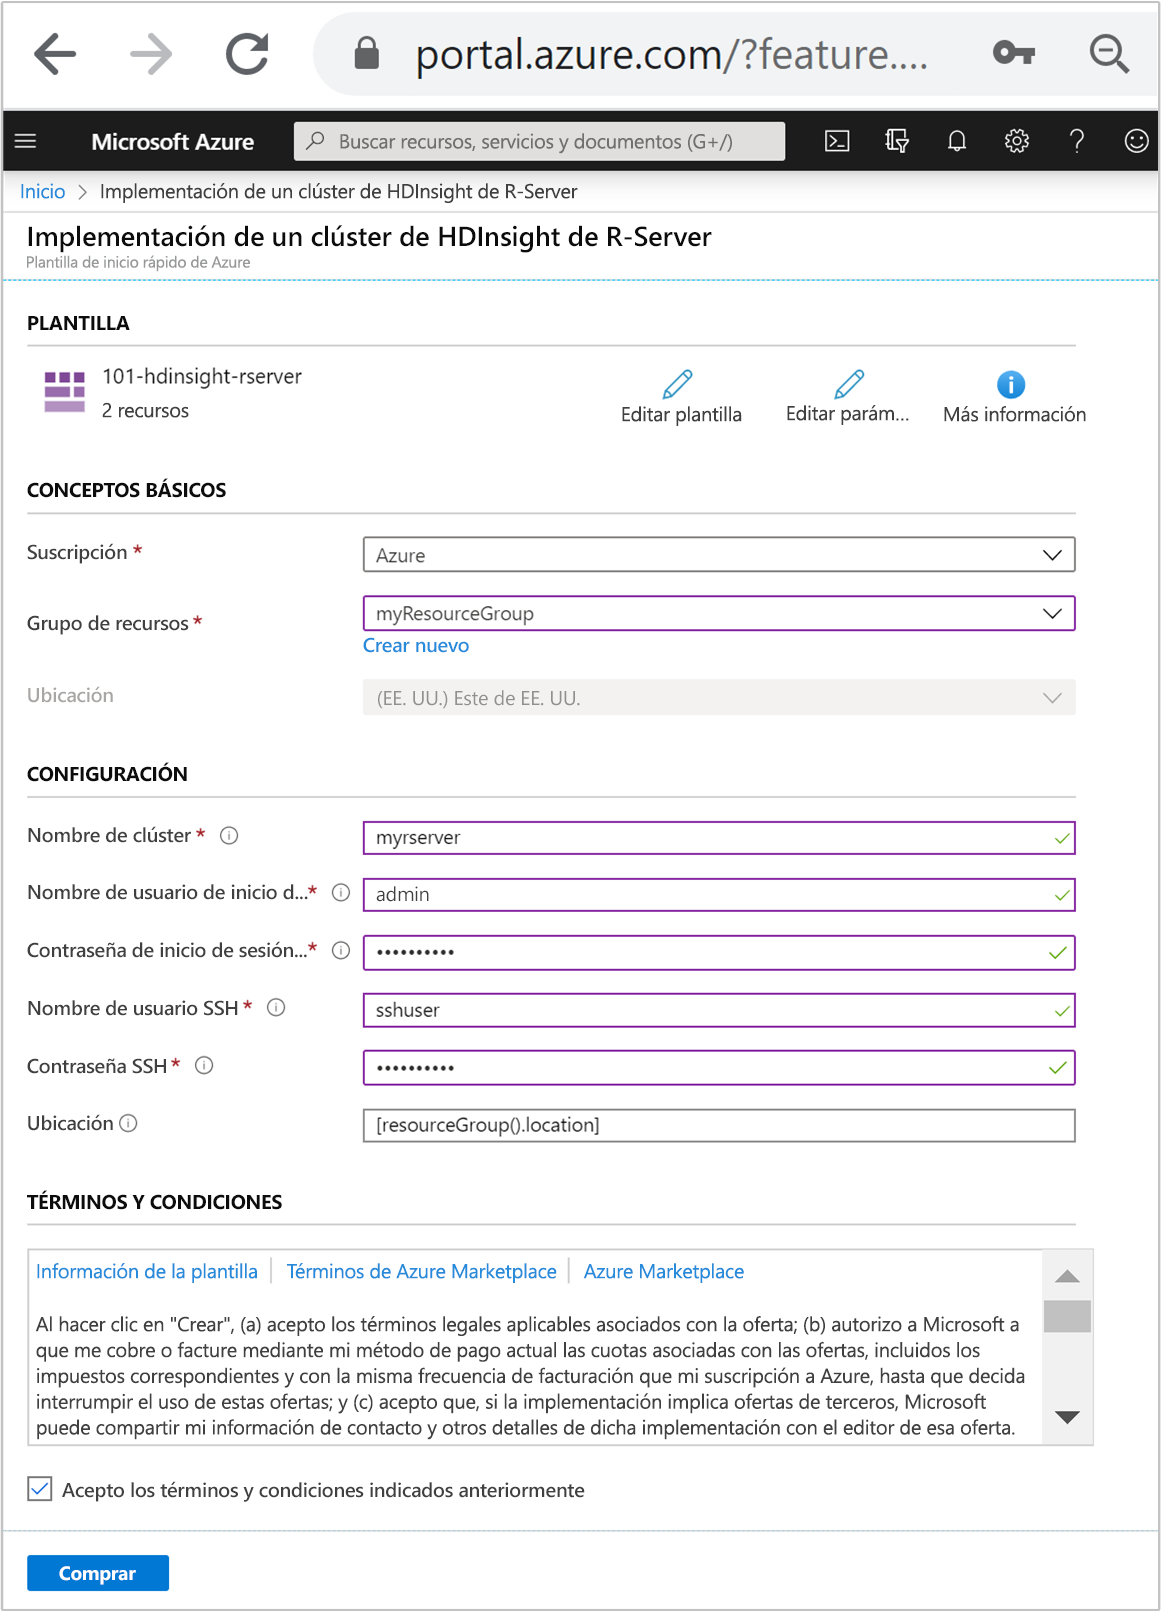 portal.azure.com/?feature....
Microsoft Azure
Buscar recursos, servicios y documentos (G+/)
Inicio > Implementación de un clúster de HDInsight de R-Server
Implementación de un clúster de HDInsight de R-Server
Plantilla de inicio rápido de Azure
PLANTILLA
101-hdinsight-rserver
2 recursos
Editar plantilla
Editar parám...
Más información
CONCEPTOS BÁSICOS
Suscripción *
Azure
Grupo de recursos *
myResourceGroup
Crear nuevo
Ubicación
(EE. UU.) Este de EE. UU.
CONFIGURACIÓN
Nombre de clúster *
myrserver
Nombre de usuario de inicio d...*
admin
Contraseña de inicio de sesión...*
••••••••••
Nombre de usuario SSH *
sshuser
Contraseña SSH *
••••••••••
Ubicación
[resourceGroup().location]
TÉRMINOS Y CONDICIONES
Información de la plantilla | Términos de Azure Marketplace | Azure Marketplace
Al hacer clic en "Crear", (a) acepto los términos legales aplicables asociados con la oferta; (b) autorizo a Microsoft a
que me cobre o facture mediante mi método de pago actual las cuotas asociadas con las ofertas, incluidos los
impuestos correspondientes y con la misma frecuencia de facturación que mi suscripción a Azure, hasta que decida
interrumpir el uso de estas ofertas; y (c) acepto que, si la implementación implica ofertas de terceros, Microsoft
puede compartir mi información de contacto y otros detalles de dicha implementación con el editor de esa oferta.
Acepto los términos y condiciones indicados anteriormente
Comprar